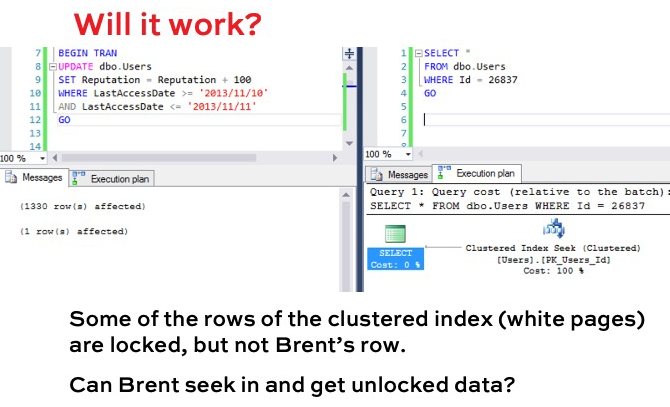 Will it work?
7 BEGIN TRAN
8 UPDATE dbo.Users
9 SET Reputation = Reputation + 100
10 WHERE LastAccessDate >= '2013/11/10'
11 AND LastAccessDate <= '2013/11/11'
12 GO
13
14
100 %
Messages Execution plan
(1330 row(s) affected)
(1 row(s) affected)
1 SELECT *
2 FROM dbo.Users
3 WHERE Id = 26837
4 GO
5
6
7
8
100 %
Messages Execution plan
Query 1: Query cost (relative to the batch):
SELECT * FROM dbo.Users WHERE Id = 26837
SELECT
Cost: 0 %
Clustered Index Seek (Clustered)
[Users].[PK_Users_Id]
Cost: 100 %
Some of the rows of the clustered index (white pages)
are locked, but not Brent’s row.
Can Brent seek in and get unlocked data?